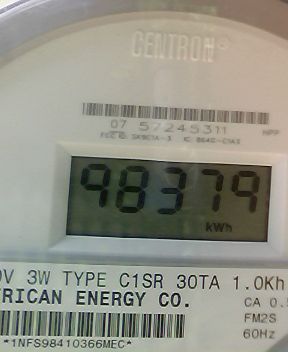 CENTRON®
07 57245311 HPP
98379
kWh
0V 3W TYPE C1SR 30TA 1.0Kh
RICAN ENERGY CO.
CA 0.5
FM2S
60Hz
*1NFS98410366MEC*